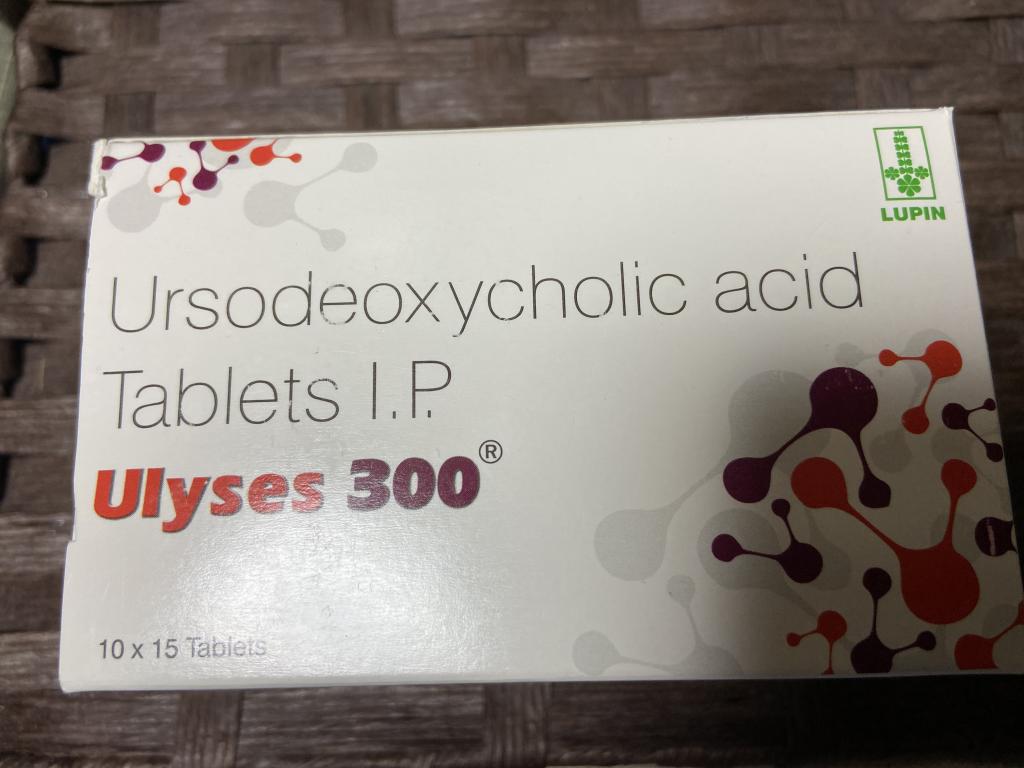 LUPIN
Ursodeoxycholic acid
Tablets I.P.
Ulyses 300®
10 x 15 Tablets